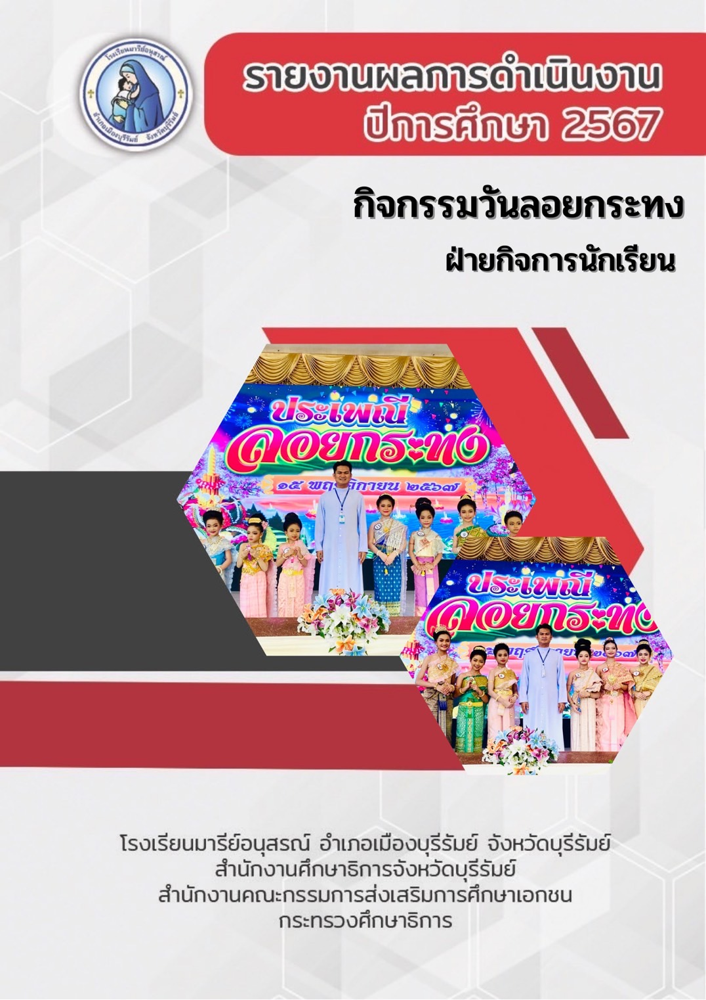 โรงเรียนมารีย์อนุสรณ์
อำเภอเมืองบุรีรัมย์ จังหวัดบุรีรัมย์
รายงานผลการดำเนินงาน
ปีการศึกษา 2567
กิจกรรมวันลอยกระทง
ฝ่ายกิจการนักเรียน
ประเพณี
ลอยกระทง
๑๕ พฤศจิกายน ๒๕๖๗
ประเพณี
ลอยกระทง
โรงเรียนมารีย์อนุสรณ์ อำเภอเมืองบุรีรัมย์ จังหวัดบุรีรัมย์
สำนักงานศึกษาธิการจังหวัดบุรีรัมย์
สำนักงานคณะกรรมการส่งเสริมการศึกษาเอกชน
กระทรวงศึกษาธิการ